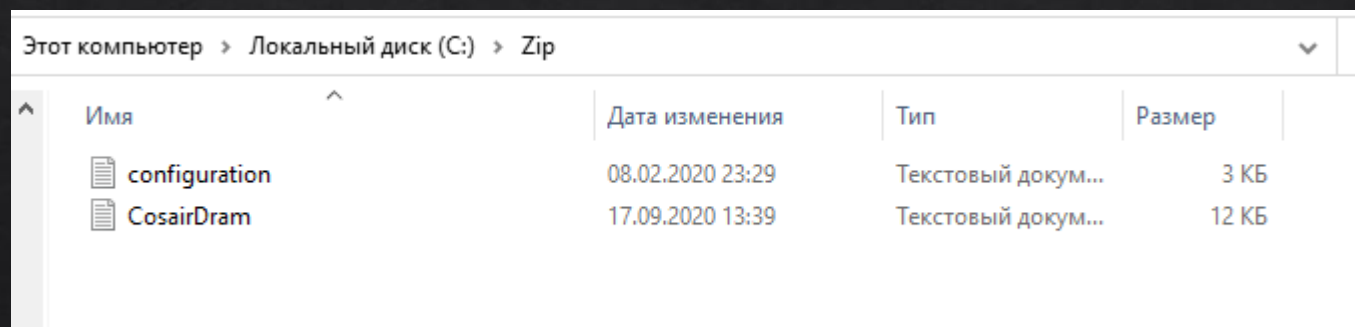 Этот компьютер > Локальный диск (C:) > Zip
Имя Дата изменения Тип Размер
configuration 08.02.2020 23:29 Текстовый докум... 3 КБ
CosairDram 17.09.2020 13:39 Текстовый докум... 12 КБ